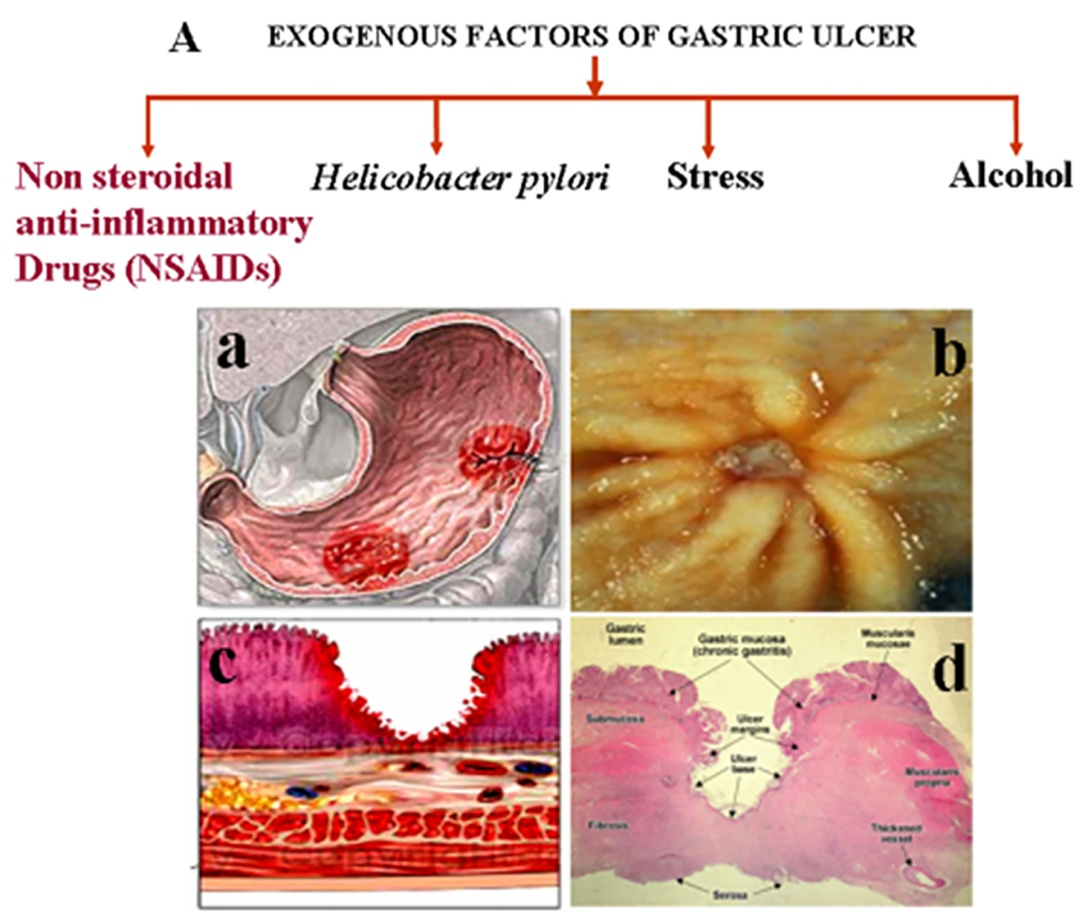 A
EXOGENOUS FACTORS OF GASTRIC ULCER
Non steroidal
anti-inflammatory
Drugs (NSAIDs)
Helicobacter pylori
Stress
Alcohol
a
b
c
d
Gastric
lumen
Gastric mucosa
(chronic gastritis)
Muscularis
mucosae
Submucosa
Ulcer
margins
Ulcer
base
Muscularis
propria
Fibrosis
Thickened
vessel
Serosa